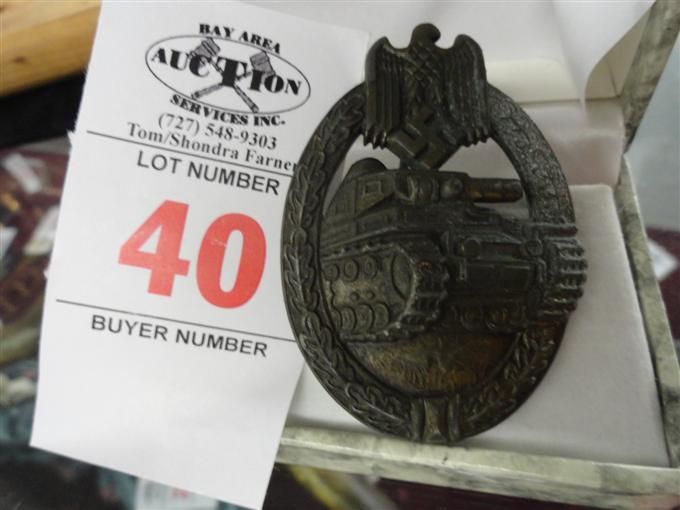 BAY AREA
AUCTION
SERVICES INC.
(727) 548-9303
Tom/Shondra Farner
LOT NUMBER
40
BUYER NUMBER